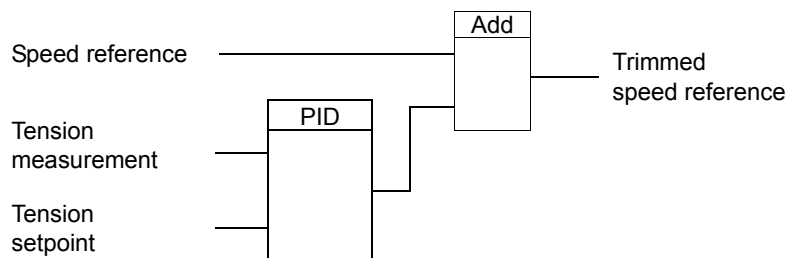 Add
Speed reference
Trimmed
speed reference
PID
Tension
measurement
Tension
setpoint